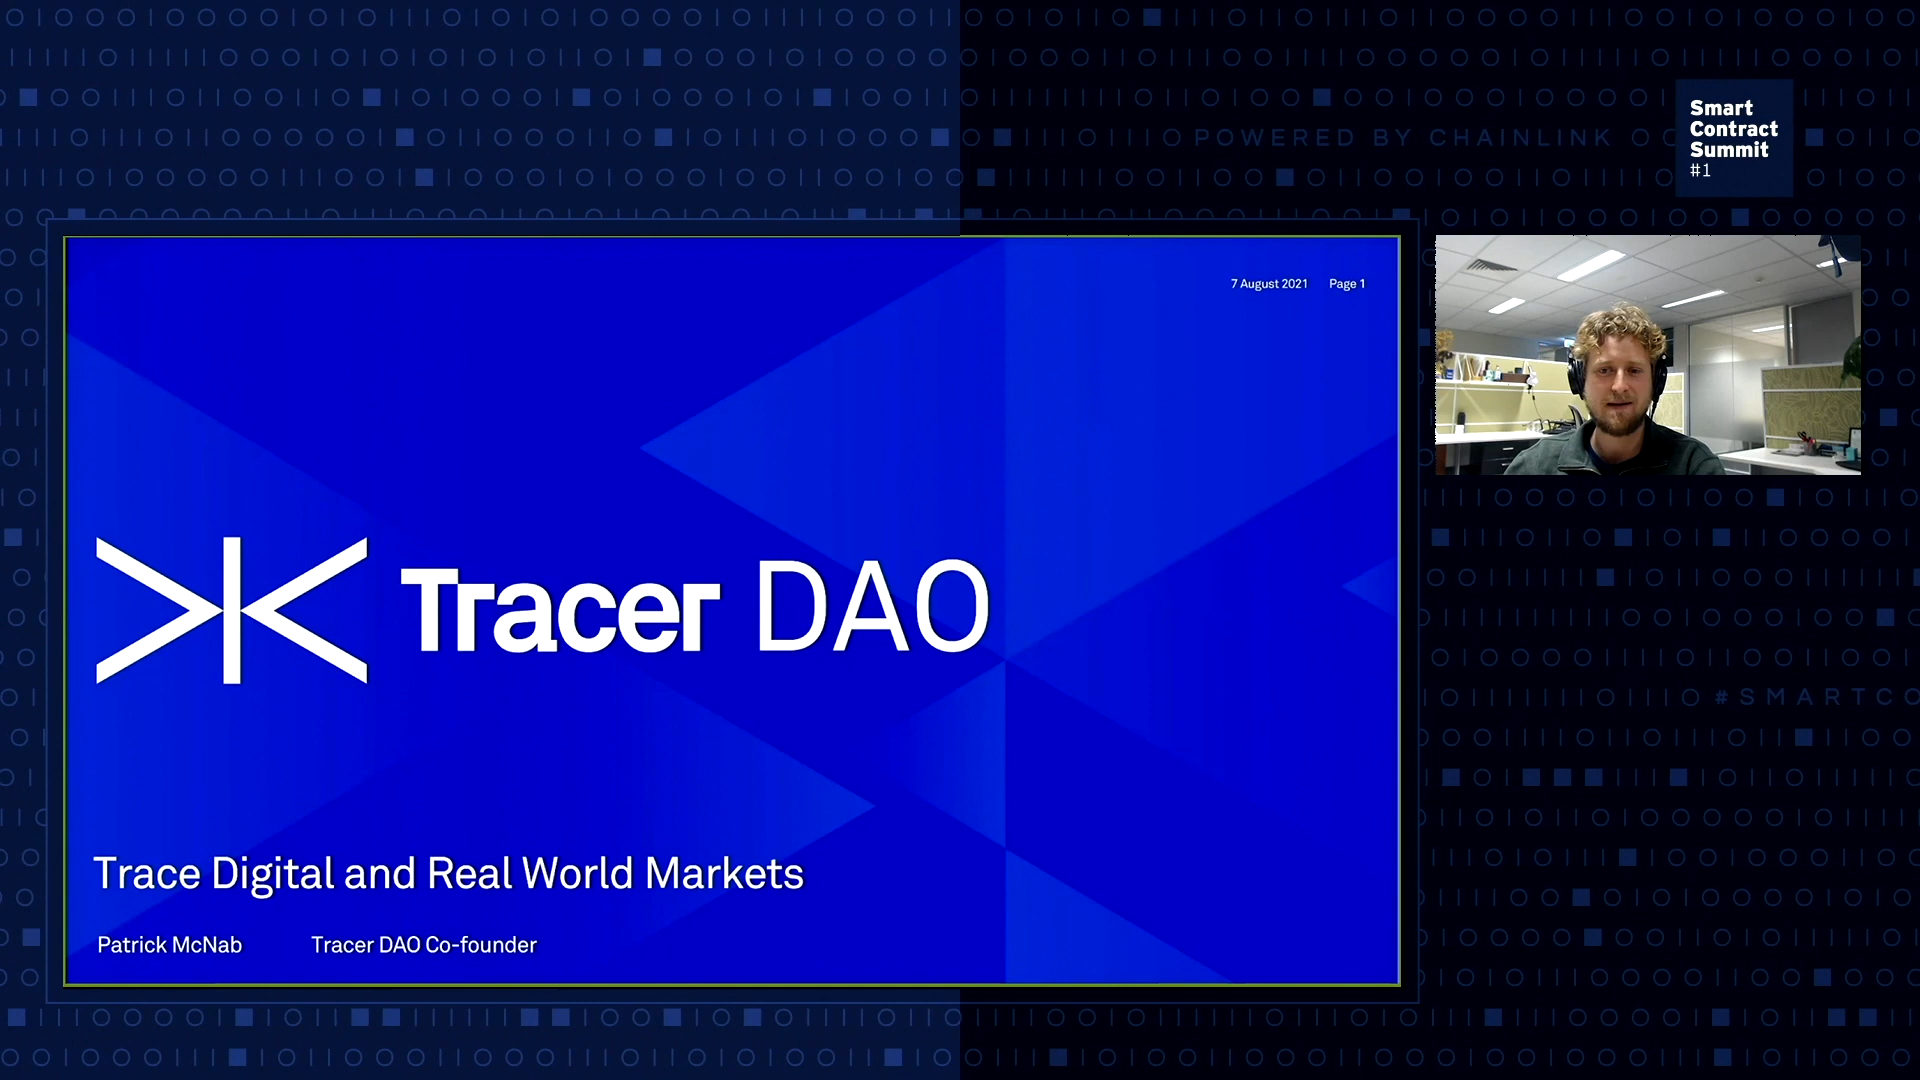 POWERED BY CHAINLINK
Smart
Contract
Summit
#1
7 August 2021 Page 1
Tracer DAO
#SMARTCO
Trace Digital and Real World Markets
Patrick McNab Tracer DAO Co-founder